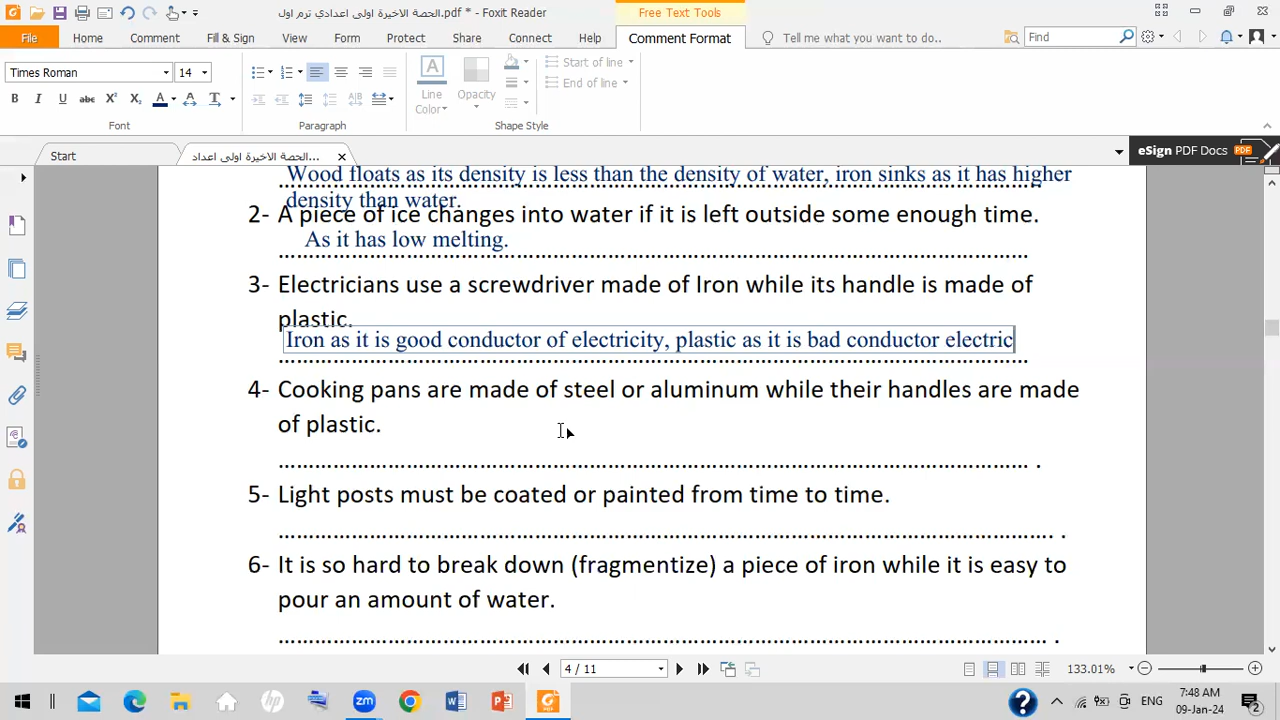 الحصة الاخيرة اولى اعدادي ترم اول.pdf * - Foxit Reader
Free Text Tools
File Home Comment Fill & Sign View Form Protect Share Connect Help Comment Format Tell me what you want to do.. Find
Times Roman 14
Line Color
Opacity
Start of line
End of line
Font Paragraph Shape Style
Start
الحصة الاخيرة اولى اعداد...
eSign PDF Docs
Wood floats as its density is less than the density of water, iron sinks as it has higher
density than water.
2- A piece of ice changes into water if it is left outside some enough time.
As it has low melting.
3- Electricians use a screwdriver made of Iron while its handle is made of
plastic.
Iron as it is good conductor of electricity, plastic as it is bad conductor electric
4- Cooking pans are made of steel or aluminum while their handles are made
of plastic.
5- Light posts must be coated or painted from time to time.
6- It is so hard to break down (fragmentize) a piece of iron while it is easy to
pour an amount of water.
4 / 11
133.01%
ENG
7:48 AM
09-Jan-24